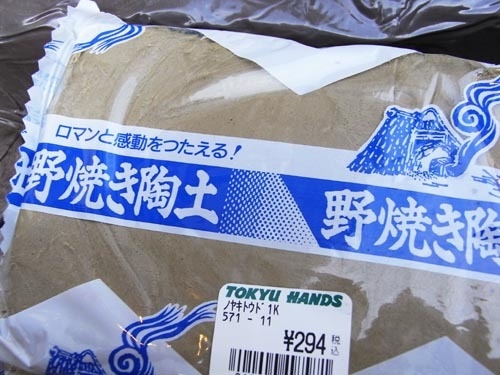 ロマンと感動をつたえる!
野焼き陶土
野焼き陶
TOKYU HANDS
ノヤキトウド 1K
571 - 11
¥294 税込